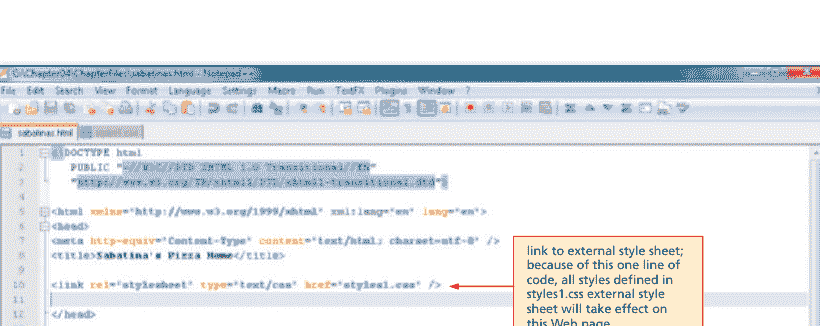 G:\Chapter04\ChapterFiles\sabatinas.html - Notepad++
File Edit Search View Format Language Settings Macro Run TextFX Plugins Window ?
sabatinas.html
1 <!DOCTYPE html
2 PUBLIC "-//W3C//DTD XHTML 1.0 Transitional//EN"
3 "http://www.w3.org/TR/xhtml1/DTD/xhtml1-transitional.dtd">
4
5 <html xmlns="http://www.w3.org/1999/xhtml" xml:lang="en" lang="en">
6 <head>
7 <meta http-equiv="Content-Type" content="text/html; charset=utf-8" />
8 <title>Sabatina's Pizza Home</title>
9
10 <link rel="stylesheet" type="text/css" href="styles1.css" />
11
12 </head>
link to external style sheet;
because of this one line of
code, all styles defined in
styles1.css external style
sheet will take effect on
this Web page